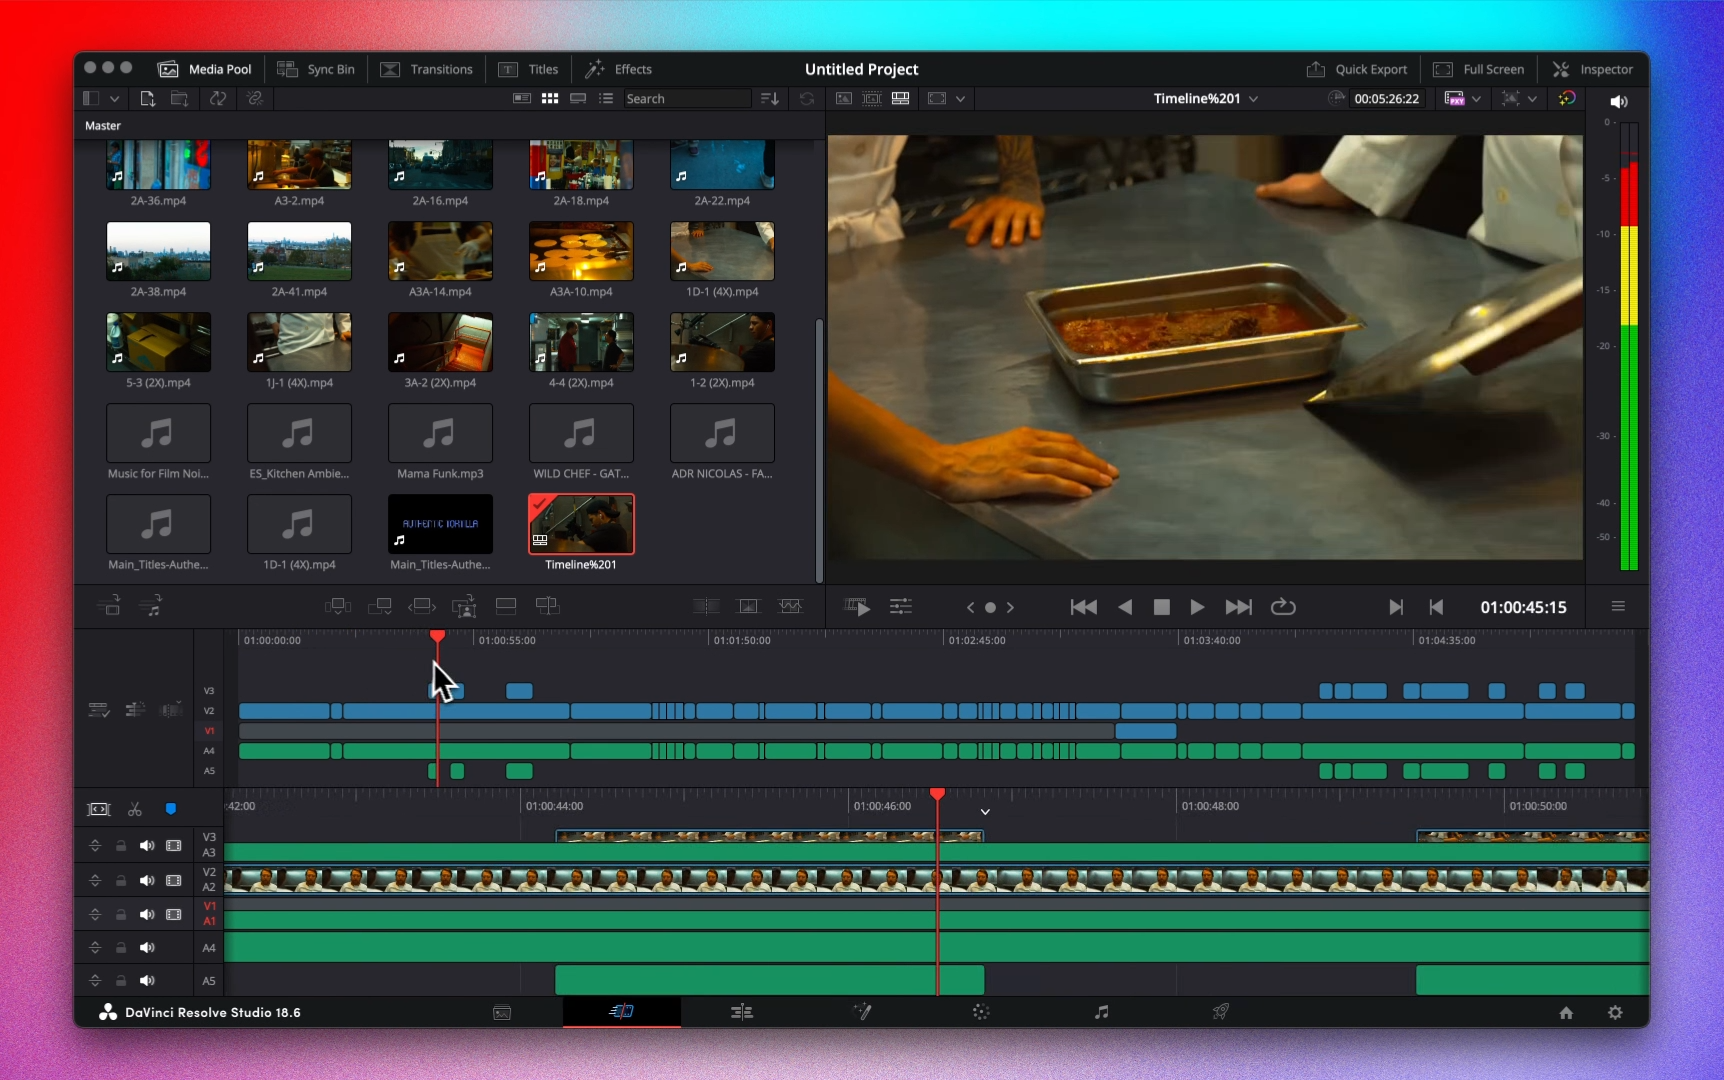 Media Pool Sync Bin Transitions Titles Effects Untitled Project Quick Export Full Screen Inspector
Search Timeline%201 00:05:26:22 PXY
Master
2A-36.mp4 A3-2.mp4 2A-16.mp4 2A-18.mp4 2A-22.mp4
2A-38.mp4 2A-41.mp4 A3A-14.mp4 A3A-10.mp4 1D-1 (4X).mp4
5-3 (2X).mp4 1J-1 (4X).mp4 3A-2 (2X).mp4 4-4 (2X).mp4 1-2 (2X).mp4
Music for Film Noi... ES_Kitchen Ambie... Mama Funk.mp3 WILD CHEF - GAT... ADR NICOLAS - FA...
AUTHENTIC TORTILLA
Main_Titles-Authe... 1D-1 (4X).mp4 Main_Titles-Authe... Timeline%201
0
-5
-10
-15
-20
-30
-40
-50
01:00:45:15
01:00:00:00 01:00:55:00 01:01:50:00 01:02:45:00 01:03:40:00 01:04:35:00
V3
V2
V1
A4
A5
:42:00 01:00:44:00 01:00:46:00 01:00:48:00 01:00:50:00
V3
A3
V2
A2
V1
A1
A4
A5
DaVinci Resolve Studio 18.6